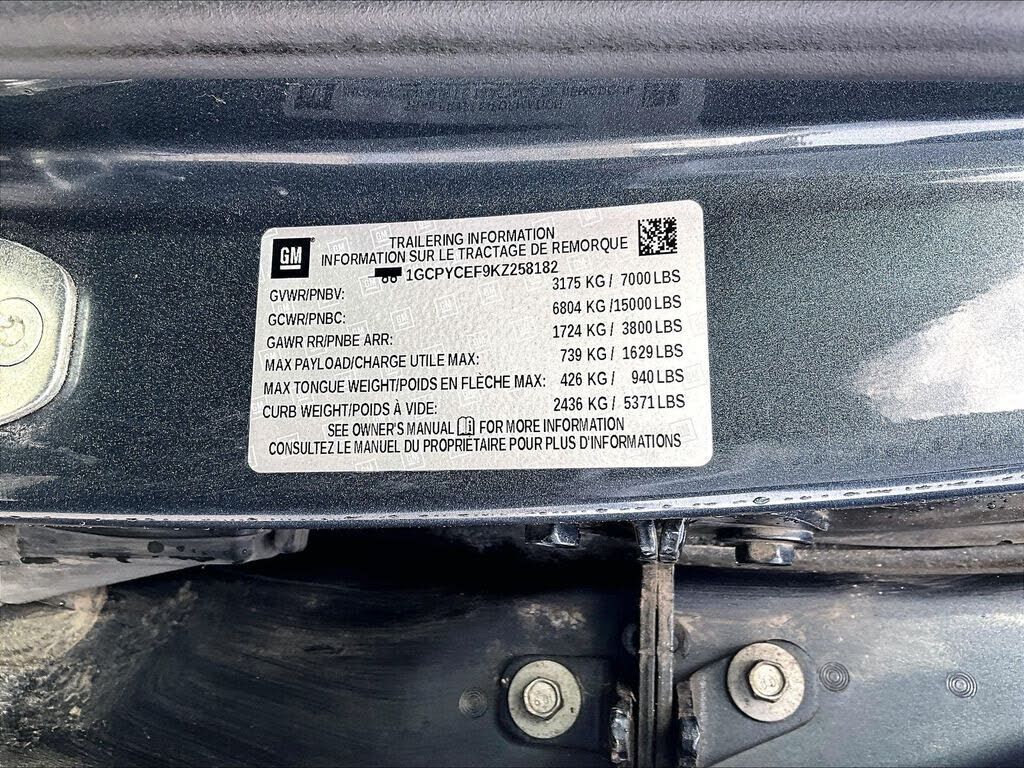 GM
TRAILERING INFORMATION
INFORMATION SUR LE TRACTAGE DE REMORQUE
1GCPYCEF9KZ258182
GVWR/PNBV: 3175 KG / 7000 LBS
GCWR/PNBC: 6804 KG /15000 LBS
GAWR RR/PNBE ARR: 1724 KG / 3800 LBS
MAX PAYLOAD/CHARGE UTILE MAX: 739 KG / 1629 LBS
MAX TONGUE WEIGHT/POIDS EN FLÈCHE MAX: 426 KG / 940 LBS
CURB WEIGHT/POIDS À VIDE: 2436 KG / 5371 LBS
SEE OWNER'S MANUAL FOR MORE INFORMATION
CONSULTEZ LE MANUEL DU PROPRIÉTAIRE POUR PLUS D'INFORMATIONS